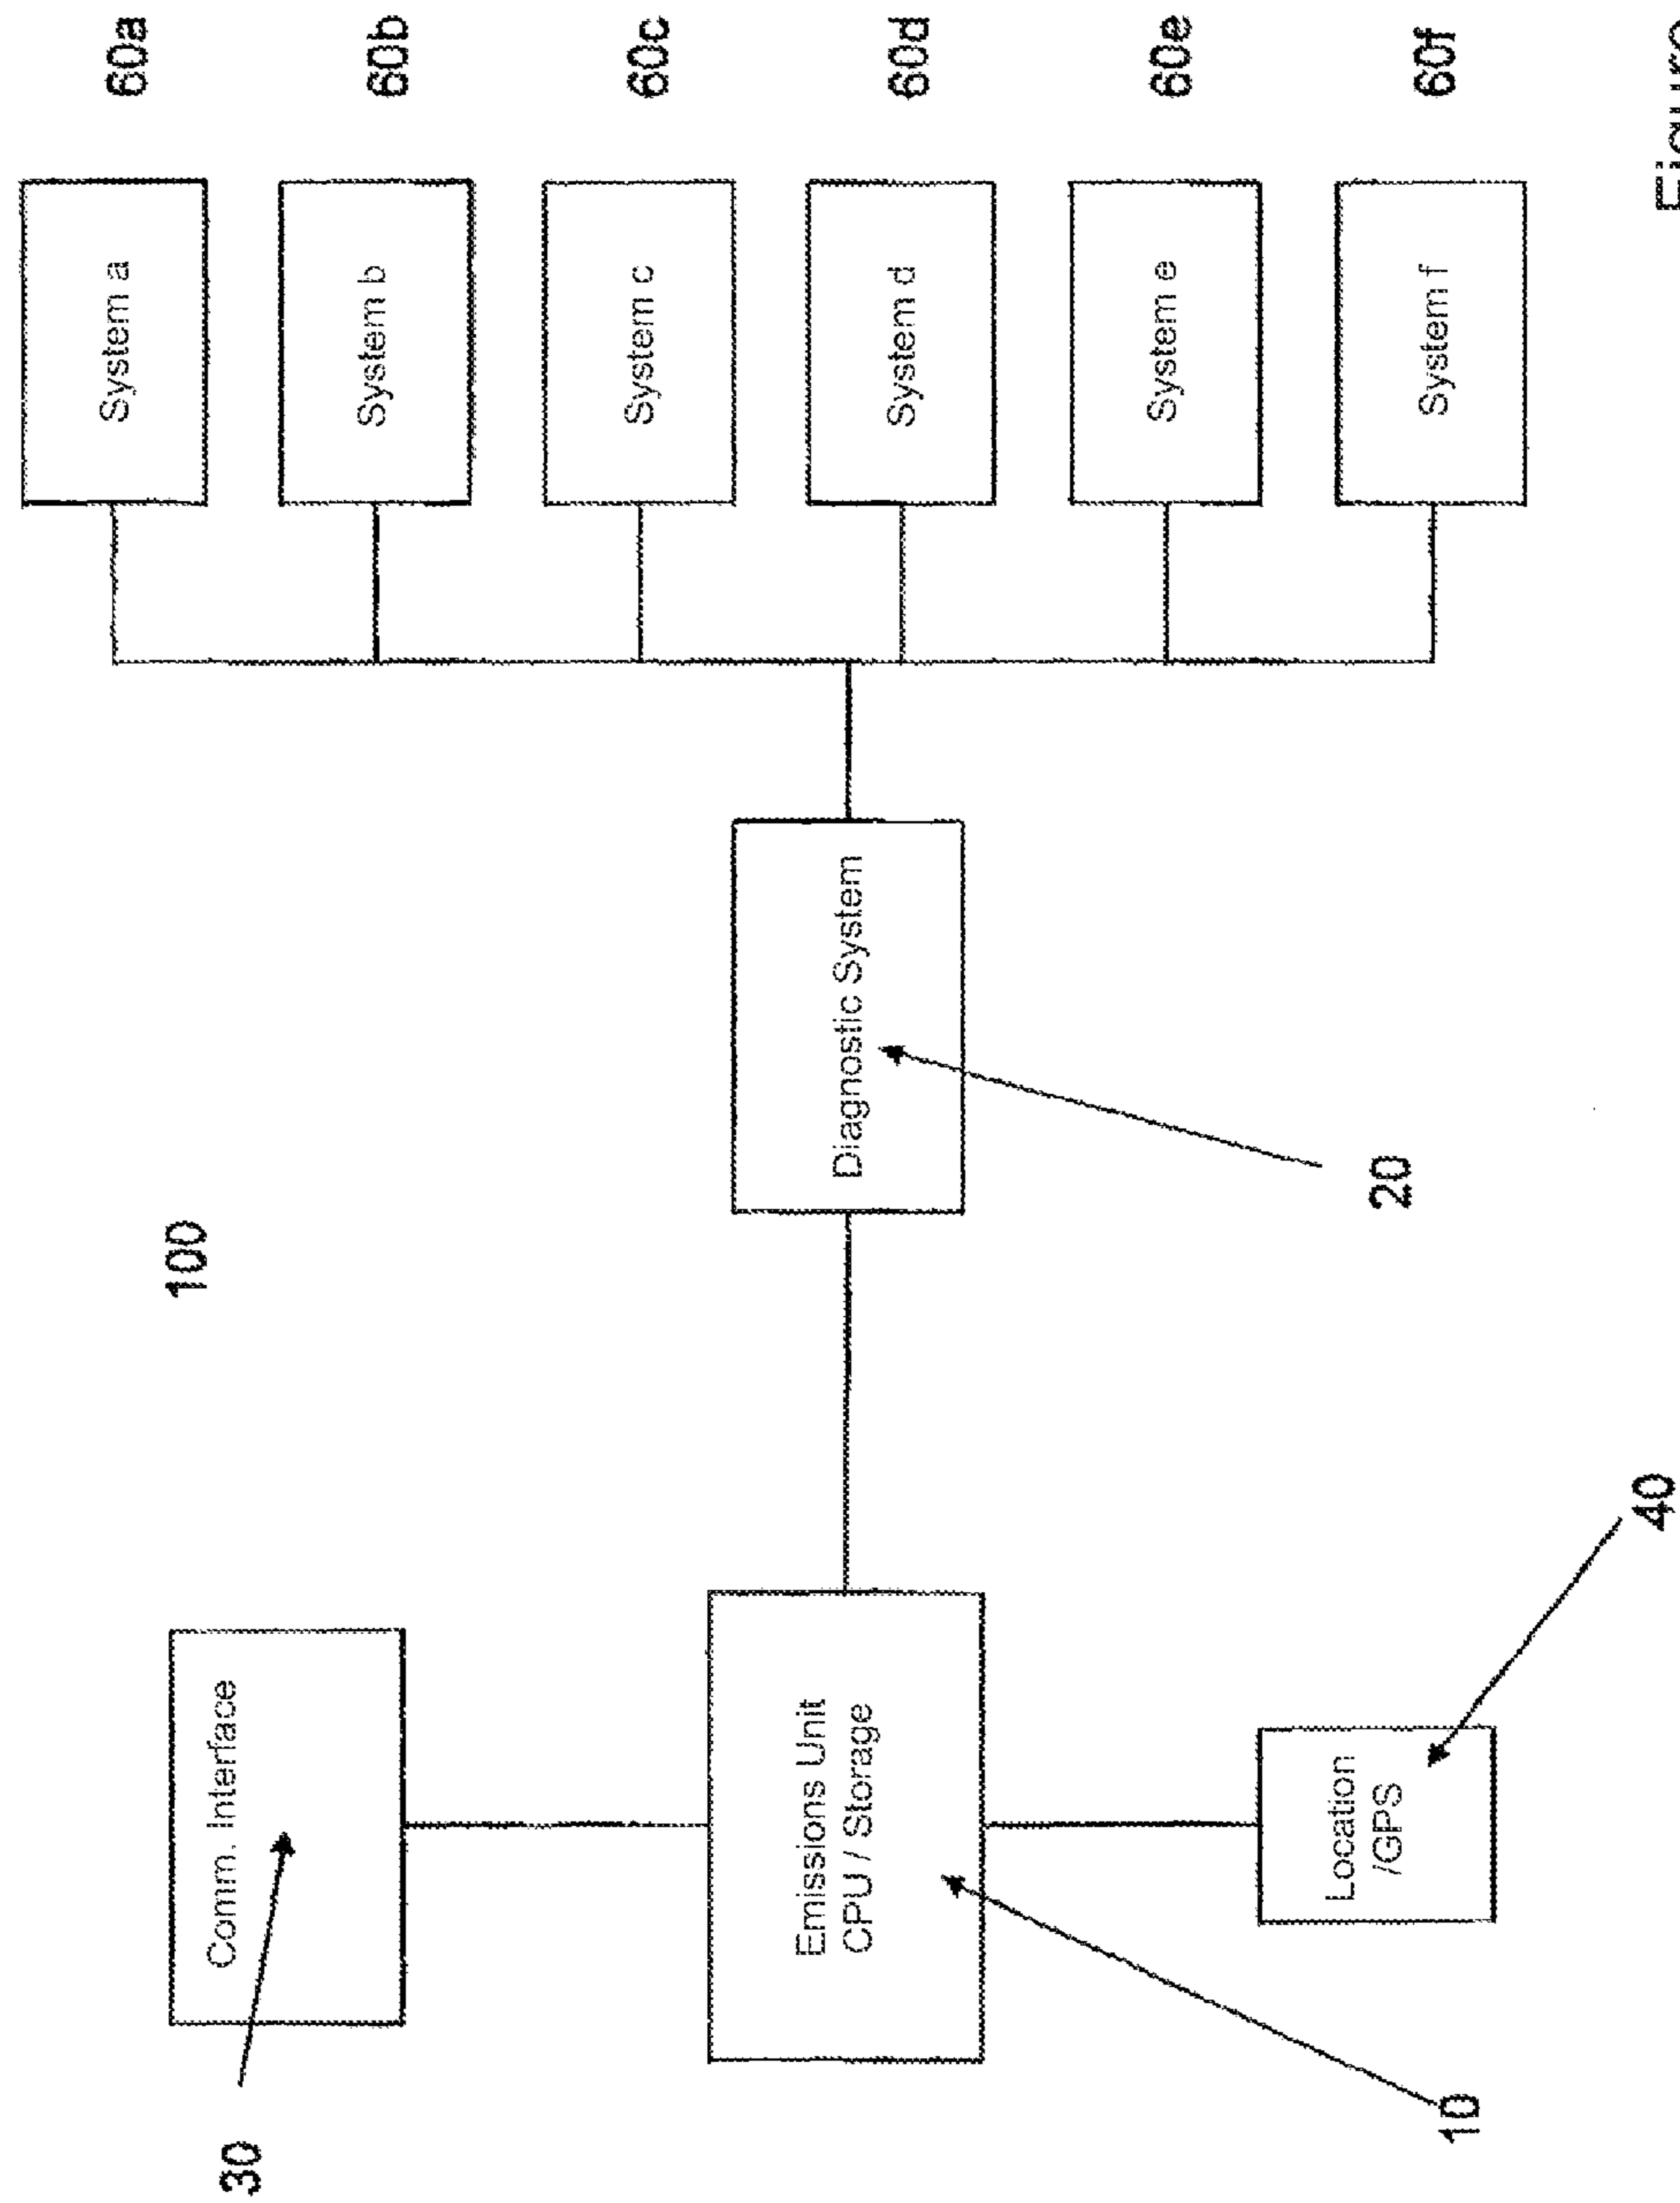 60a
60b
60c
60d
60e
60f
System a
System b
System c
System d
System e
System f
Diagnostic System
20
100
Comm. Interface
30
Emissions Unit
CPU / Storage
10
Location
/GPS
40
Figure